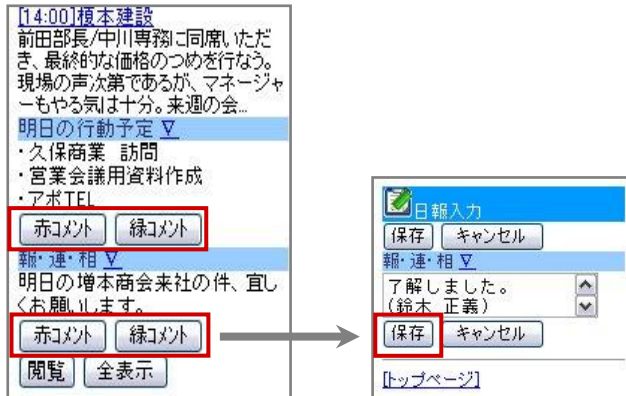 [14:00]榎本建設
前田部長/中川専務に同席いただ
き、最終的な価格のつめを行なう。
現場の声次第であるが、マネージャ
ーもやる気は十分。来週の会...
明日の行動予定 ▽
・久保商業 訪問
・営業会議用資料作成
・アポTEL
赤コメント 緑コメント
報・連・相 ▽
明日の増本商会来社の件、宜し
くお願いします。
赤コメント 緑コメント
閲覧 全表示
日報入力
保存 キャンセル
報・連・相 ▽
了解しました。
(鈴木 正義)
保存 キャンセル
[トップページ]